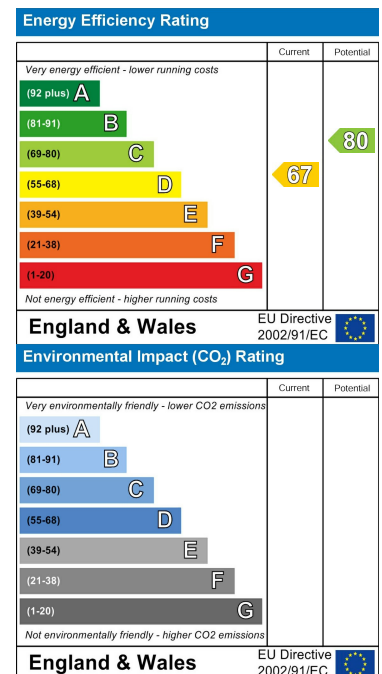 Energy Efficiency Rating
Current Potential
Very energy efficient - lower running costs
(92 plus) A
(81-91) B
(69-80) C
(55-68) D
(39-54) E
(21-38) F
(1-20) G
67
80
Not energy efficient - higher running costs
England & Wales
EU Directive
2002/91/EC
Environmental Impact (CO₂) Rating
Current Potential
Very environmentally friendly - lower CO2 emissions
(92 plus) A
(81-91) B
(69-80) C
(55-68) D
(39-54) E
(21-38) F
(1-20) G
Not environmentally friendly - higher CO2 emissions
England & Wales
EU Directive
2002/91/EC